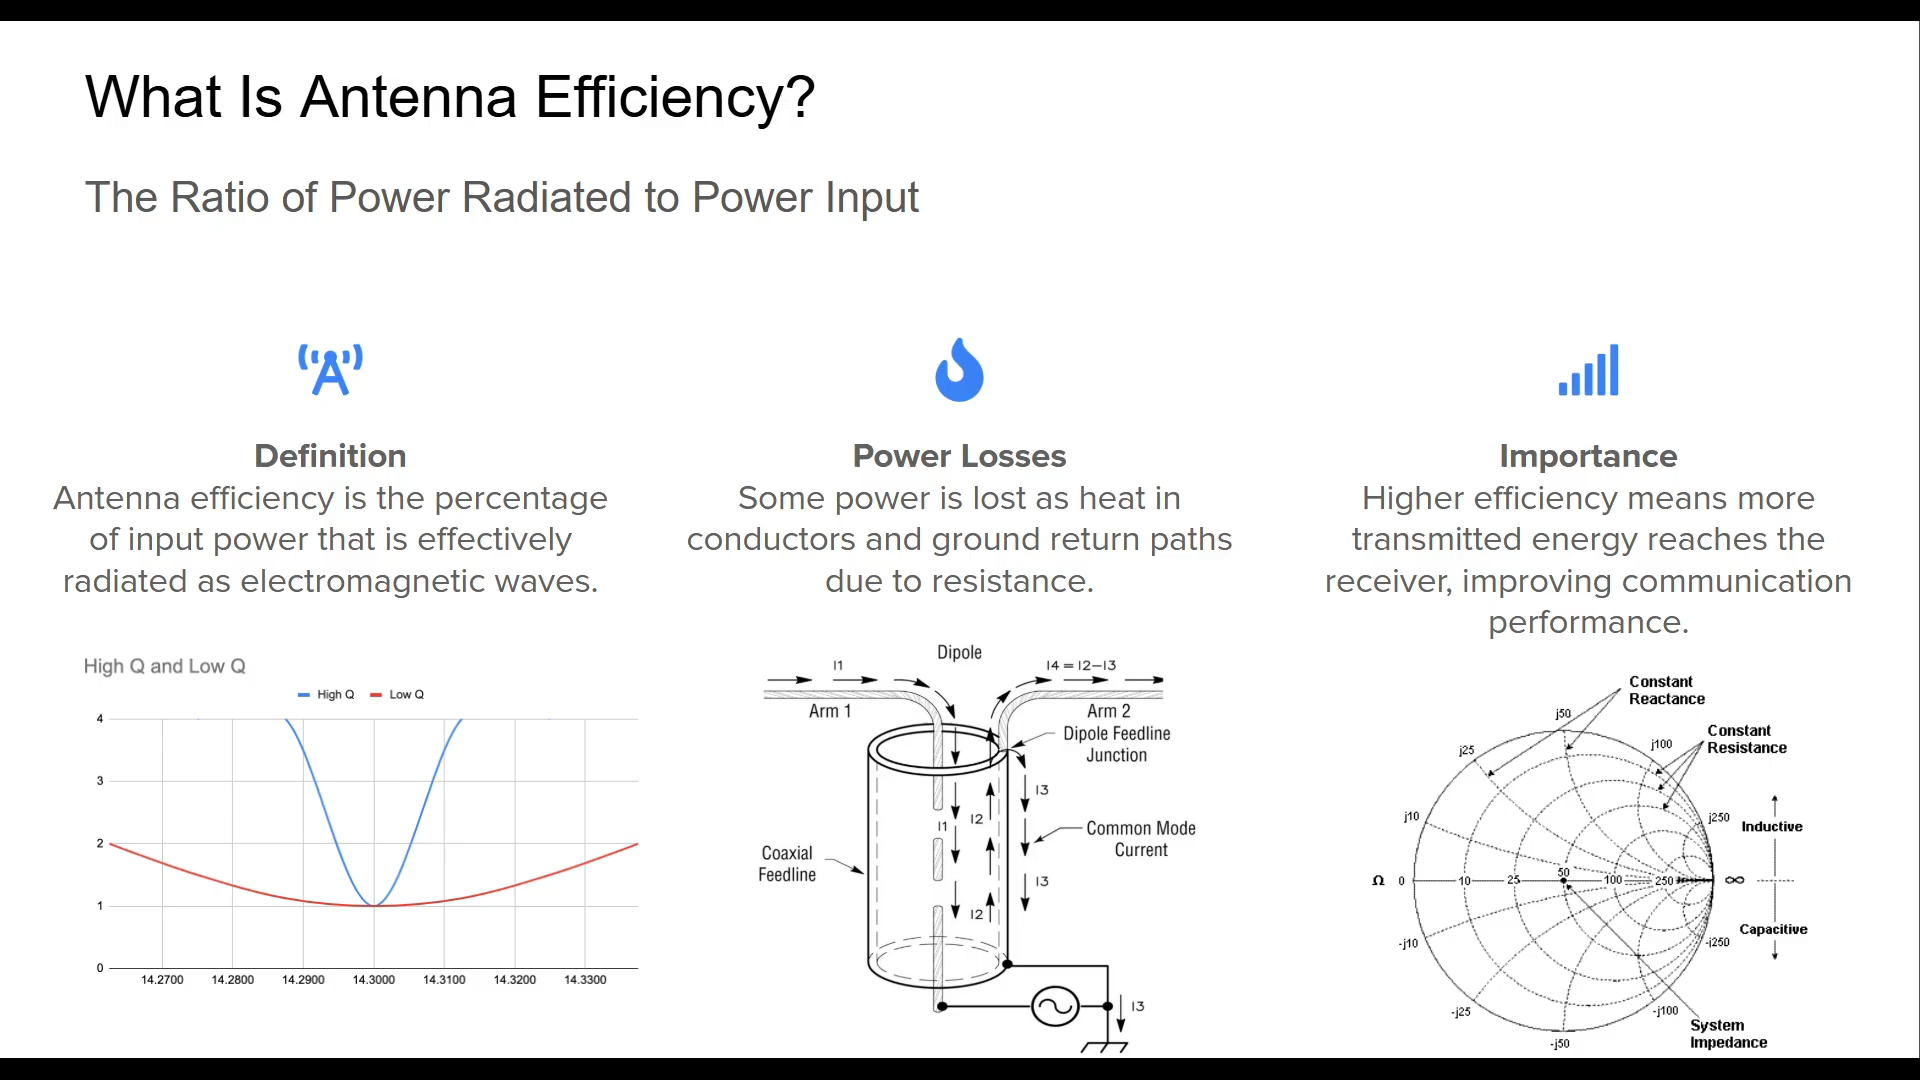 What Is Antenna Efficiency?
The Ratio of Power Radiated to Power Input
Definition
Antenna efficiency is the percentage
of input power that is effectively
radiated as electromagnetic waves.
Power Losses
Some power is lost as heat in
conductors and ground return paths
due to resistance.
Importance
Higher efficiency means more
transmitted energy reaches the
receiver, improving communication
performance.
High Q and Low Q
High Q
Low Q
4
3
2
1
0
14.2700
14.2800
14.2900
14.3000
14.3100
14.3200
14.3300
Dipole
I1
I4 = I2–I3
Arm 1
Arm 2
Dipole Feedline
Junction
I3
I1
I2
Common Mode
Current
Coaxial
Feedline
I3
I2
I3
Constant
Reactance
j50
Constant
Resistance
j25
j100
j10
j250
Inductive
Ω
0
10
25
50
100
250
∞
-j10
-j250
Capacitive
-j25
-j100
-j50
System
Impedance